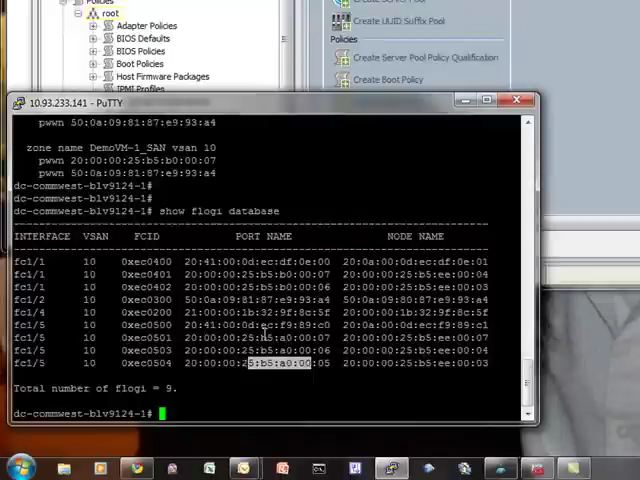 Policies
root
Adapter Policies
BIOS Defaults
BIOS Policies
Boot Policies
Host Firmware Packages
IPMI Profiles
Create UUID Suffix Pool
Policies
Create Server Pool Policy Qualification
Create Boot Policy
10.93.233.141 - PuTTY
pwwn 50:0a:09:81:87:e9:93:a4
zone name DemoVM-1_SAN vsan 10
pwwn 20:00:00:25:b5:b0:00:07
pwwn 50:0a:09:81:87:e9:93:a4
dc-commwest-blv9124-1#
dc-commwest-blv9124-1#
dc-commwest-blv9124-1# show flogi database
INTERFACE VSAN FCID PORT NAME NODE NAME
fc1/1 10 0xec0400 20:41:00:0d:ec:df:0e:00 20:0a:00:0d:ec:df:0e:01
fc1/1 10 0xec0401 20:00:00:25:b5:b0:00:07 20:00:00:25:b5:ee:00:04
fc1/1 10 0xec0402 20:00:00:25:b5:b0:00:06 20:00:00:25:b5:ee:00:03
fc1/2 10 0xec0300 50:0a:09:81:87:e9:93:a4 50:0a:09:80:87:e9:93:a4
fc1/4 10 0xec0200 21:00:00:1b:32:9f:8c:5f 20:00:00:1b:32:9f:8c:5f
fc1/5 10 0xec0500 20:41:00:0d:ec:f9:89:c0 20:0a:00:0d:ec:f9:89:c1
fc1/5 10 0xec0501 20:00:00:25:b5:a0:00:07 20:00:00:25:b5:ee:00:07
fc1/5 10 0xec0503 20:00:00:25:b5:a0:00:06 20:00:00:25:b5:ee:00:04
fc1/5 10 0xec0504 20:00:00:25:b5:a0:00:05 20:00:00:25:b5:ee:00:03
Total number of flogi = 9.
dc-commwest-blv9124-1#